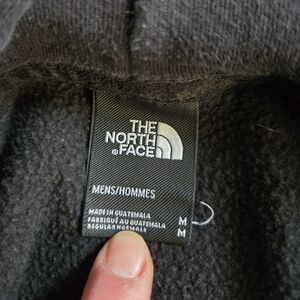 THE
NORTH
®FACE
MENS/HOMMES
MADE IN GUATEMALA M
FABRIQUÉ AU GUATEMALA M
REGULAR/NORMALE